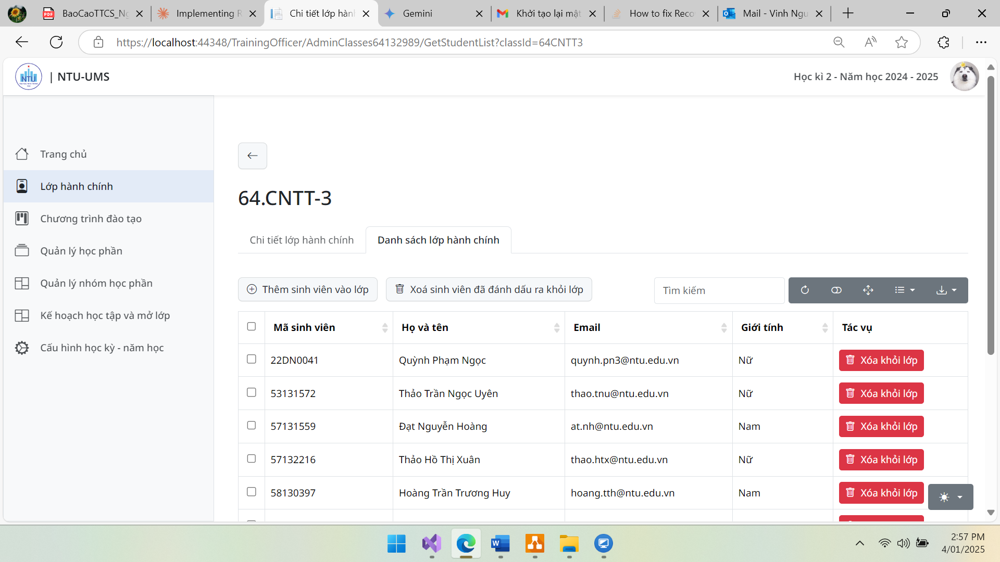 BaoCaoTTCS_Ng
Implementing R
Chi tiết lớp hành
Gemini
Khởi tạo lại mật
How to fix Reco
Mail - Vinh Ngu
https://localhost:44348/TrainingOfficer/AdminClasses64132989/GetStudentList?classId=64CNTT3
NTU
| NTU-UMS
Học kì 2 - Năm học 2024 - 2025
Trang chủ
Lớp hành chính
Chương trình đào tạo
Quản lý học phần
Quản lý nhóm học phần
Kế hoạch học tập và mở lớp
Cấu hình học kỳ - năm học
64.CNTT-3
Chi tiết lớp hành chính
Danh sách lớp hành chính
Thêm sinh viên vào lớp
Xoá sinh viên đã đánh dấu ra khỏi lớp
Tìm kiếm
Mã sinh viên Họ và tên Email Giới tính Tác vụ
22DN0041 Quỳnh Phạm Ngọc quynh.pn3@ntu.edu.vn Nữ Xóa khỏi lớp
53131572 Thảo Trần Ngọc Uyên thao.tnu@ntu.edu.vn Nữ Xóa khỏi lớp
57131559 Đạt Nguyễn Hoàng at.nh@ntu.edu.vn Nam Xóa khỏi lớp
57132216 Thảo Hồ Thị Xuân thao.htx@ntu.edu.vn Nữ Xóa khỏi lớp
58130397 Hoàng Trần Trương Huy hoang.tth@ntu.edu.vn Nam Xóa khỏi lớp
2:57 PM
4/01/2025